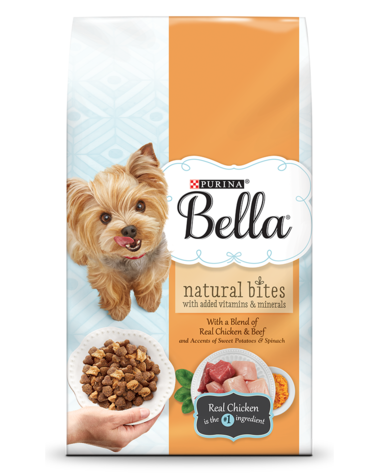 PURINA®
Bella®
natural bites
with added vitamins & minerals
With a Blend of
Real Chicken & Beef
and Accents of Sweet Potatoes & Spinach
Real Chicken
is the #1 ingredient